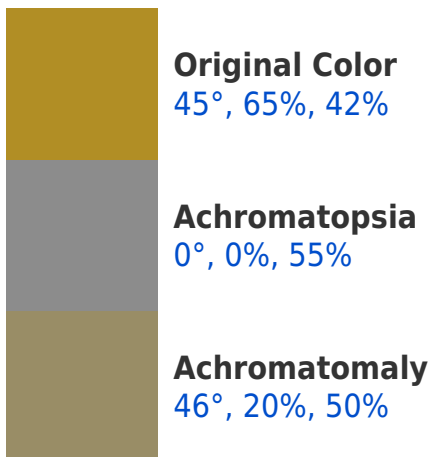 Original Color
45°, 65%, 42%
Achromatopsia
0°, 0%, 55%
Achromatomaly
46°, 20%, 50%